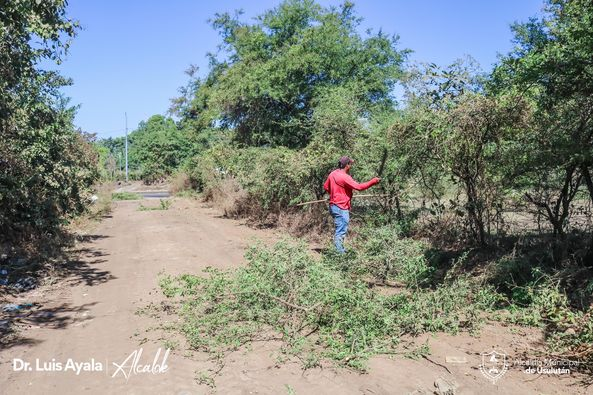 Dr. Luis Ayala | Alcalde
Alcaldía Municipal
de Usulután